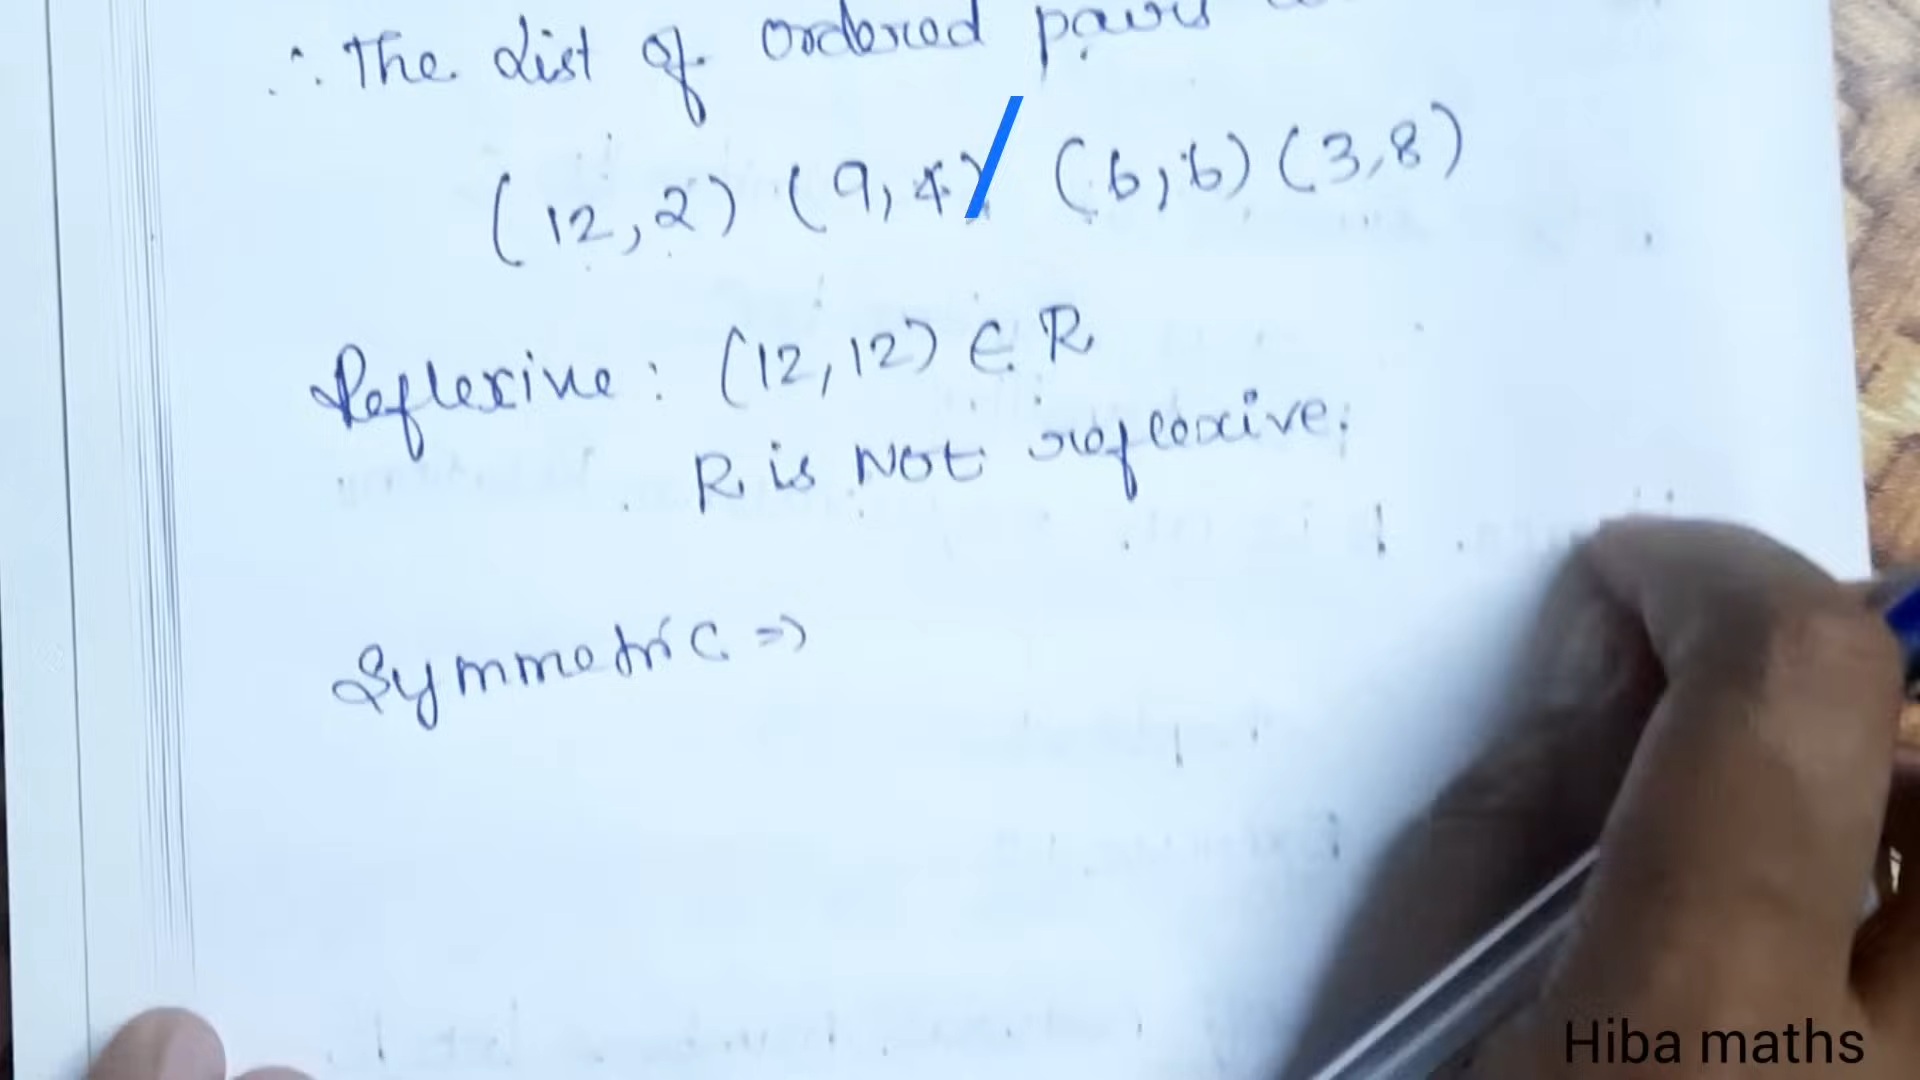 ∴ The List of ordered pairs
(12,2) (9,4) (6,6) (3,8)
Reflexive : (12,12) ∈ R
R is Not reflexive.
Symmetric ⇒
Hiba maths